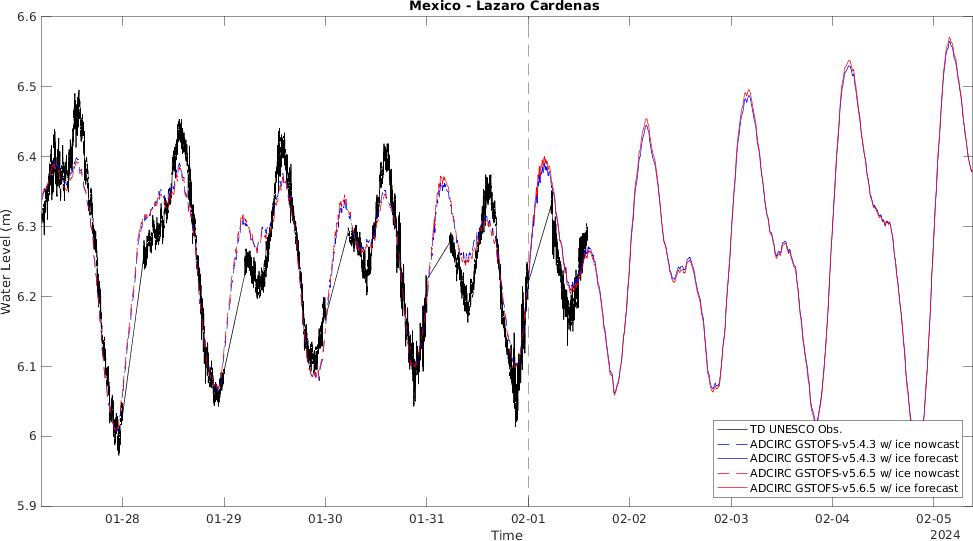 Mexico - Lazaro Cardenas
6.6
6.5
6.4
6.3
6.2
6.1
6
5.9
Water Level (m)
01-28
01-29
01-30
01-31
02-01
02-02
02-03
02-04
02-05
Time
2024
TD UNESCO Obs.
ADCIRC GSTOFS-v5.4.3 w/ ice nowcast
ADCIRC GSTOFS-v5.4.3 w/ ice forecast
ADCIRC GSTOFS-v5.6.5 w/ ice nowcast
ADCIRC GSTOFS-v5.6.5 w/ ice forecast